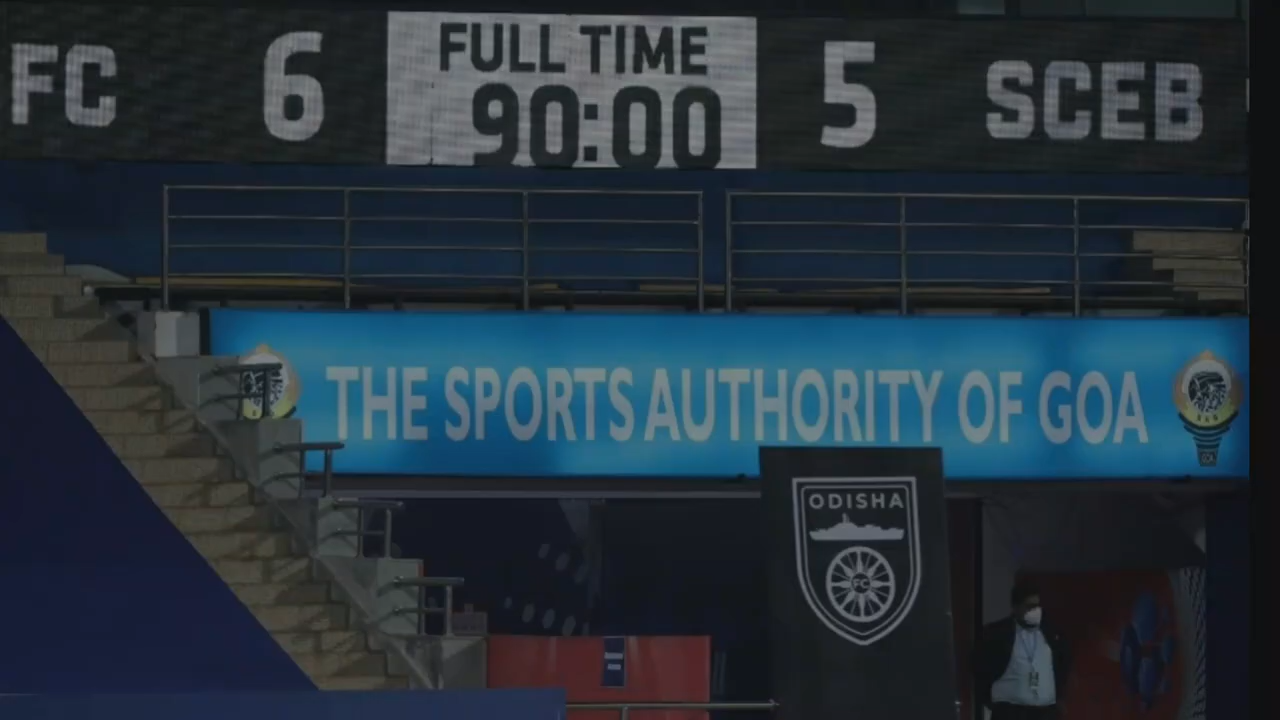 FC 6 FULL TIME 5 SCEB
90:00
THE SPORTS AUTHORITY OF GOA
ODISHA
FC